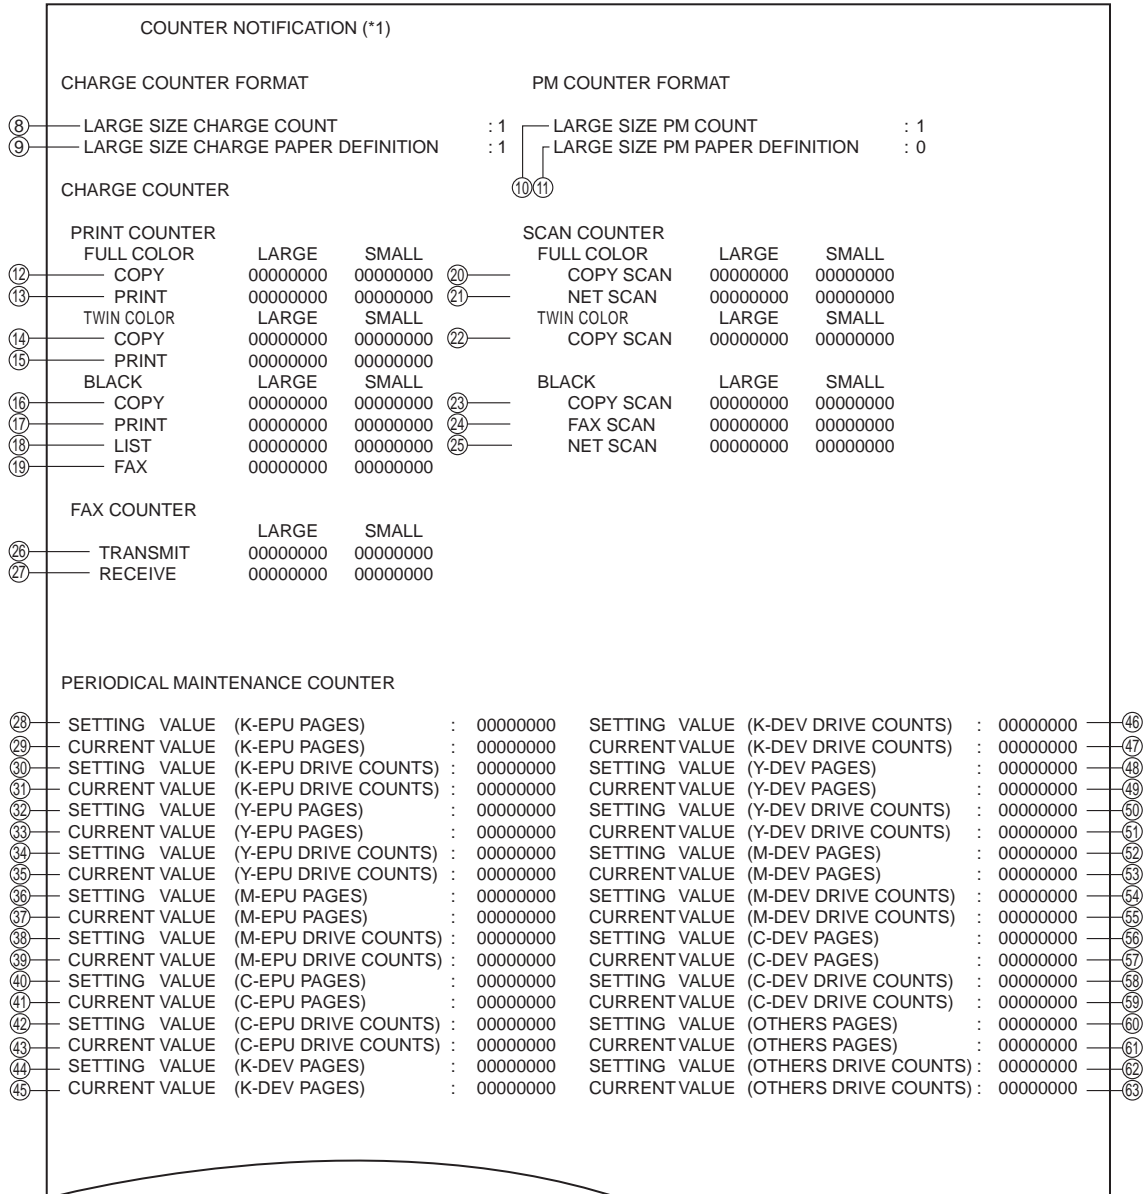 COUNTER NOTIFICATION (*1)
CHARGE COUNTER FORMAT PM COUNTER FORMAT
⑧ LARGE SIZE CHARGE COUNT : 1 LARGE SIZE PM COUNT : 1
⑨ LARGE SIZE CHARGE PAPER DEFINITION : 1 LARGE SIZE PM PAPER DEFINITION : 0
⑩ ⑪
CHARGE COUNTER
PRINT COUNTER SCAN COUNTER
FULL COLOR LARGE SMALL FULL COLOR LARGE SMALL
⑫ COPY 00000000 00000000 ⑳ COPY SCAN 00000000 00000000
⑬ PRINT 00000000 00000000 ㉑ NET SCAN 00000000 00000000
TWIN COLOR LARGE SMALL TWIN COLOR LARGE SMALL
⑭ COPY 00000000 00000000 ㉒ COPY SCAN 00000000 00000000
⑮ PRINT 00000000 00000000
BLACK LARGE SMALL BLACK LARGE SMALL
⑯ COPY 00000000 00000000 ㉓ COPY SCAN 00000000 00000000
⑰ PRINT 00000000 00000000 ㉔ FAX SCAN 00000000 00000000
⑱ LIST 00000000 00000000 ㉕ NET SCAN 00000000 00000000
⑲ FAX 00000000 00000000
FAX COUNTER
LARGE SMALL
㉖ TRANSMIT 00000000 00000000
㉗ RECEIVE 00000000 00000000
PERIODICAL MAINTENANCE COUNTER
㉘ SETTING VALUE (K-EPU PAGES) : 00000000 SETTING VALUE (K-DEV DRIVE COUNTS) : 00000000 ㊻
㉙ CURRENT VALUE (K-EPU PAGES) : 00000000 CURRENT VALUE (K-DEV DRIVE COUNTS) : 00000000 ㊼
㉚ SETTING VALUE (K-EPU DRIVE COUNTS) : 00000000 SETTING VALUE (Y-DEV PAGES) : 00000000 ㊽
㉛ CURRENT VALUE (K-EPU DRIVE COUNTS) : 00000000 CURRENT VALUE (Y-DEV PAGES) : 00000000 ㊾
㉜ SETTING VALUE (Y-EPU PAGES) : 00000000 SETTING VALUE (Y-DEV DRIVE COUNTS) : 00000000 ㊿
㉝ CURRENT VALUE (Y-EPU PAGES) : 00000000 CURRENT VALUE (Y-DEV DRIVE COUNTS) : 00000000 51
㉞ SETTING VALUE (Y-EPU DRIVE COUNTS) : 00000000 SETTING VALUE (M-DEV PAGES) : 00000000 52
㉟ CURRENT VALUE (Y-EPU DRIVE COUNTS) : 00000000 CURRENT VALUE (M-DEV PAGES) : 00000000 53
㊱ SETTING VALUE (M-EPU PAGES) : 00000000 SETTING VALUE (M-DEV DRIVE COUNTS) : 00000000 54
㊲ CURRENT VALUE (M-EPU PAGES) : 00000000 CURRENT VALUE (M-DEV DRIVE COUNTS) : 00000000 55
㊳ SETTING VALUE (M-EPU DRIVE COUNTS) : 00000000 SETTING VALUE (C-DEV PAGES) : 00000000 56
㊴ CURRENT VALUE (M-EPU DRIVE COUNTS) : 00000000 CURRENT VALUE (C-DEV PAGES) : 00000000 57
㊵ SETTING VALUE (C-EPU PAGES) : 00000000 SETTING VALUE (C-DEV DRIVE COUNTS) : 00000000 58
㊶ CURRENT VALUE (C-EPU PAGES) : 00000000 CURRENT VALUE (C-DEV DRIVE COUNTS) : 00000000 59
㊷ SETTING VALUE (C-EPU DRIVE COUNTS) : 00000000 SETTING VALUE (OTHERS PAGES) : 00000000 60
㊸ CURRENT VALUE (C-EPU DRIVE COUNTS) : 00000000 CURRENT VALUE (OTHERS PAGES) : 00000000 61
㊹ SETTING VALUE (K-DEV PAGES) : 00000000 SETTING VALUE (OTHERS DRIVE COUNTS) : 00000000 62
㊺ CURRENT VALUE (K-DEV PAGES) : 00000000 CURRENT VALUE (OTHERS DRIVE COUNTS) : 00000000 63